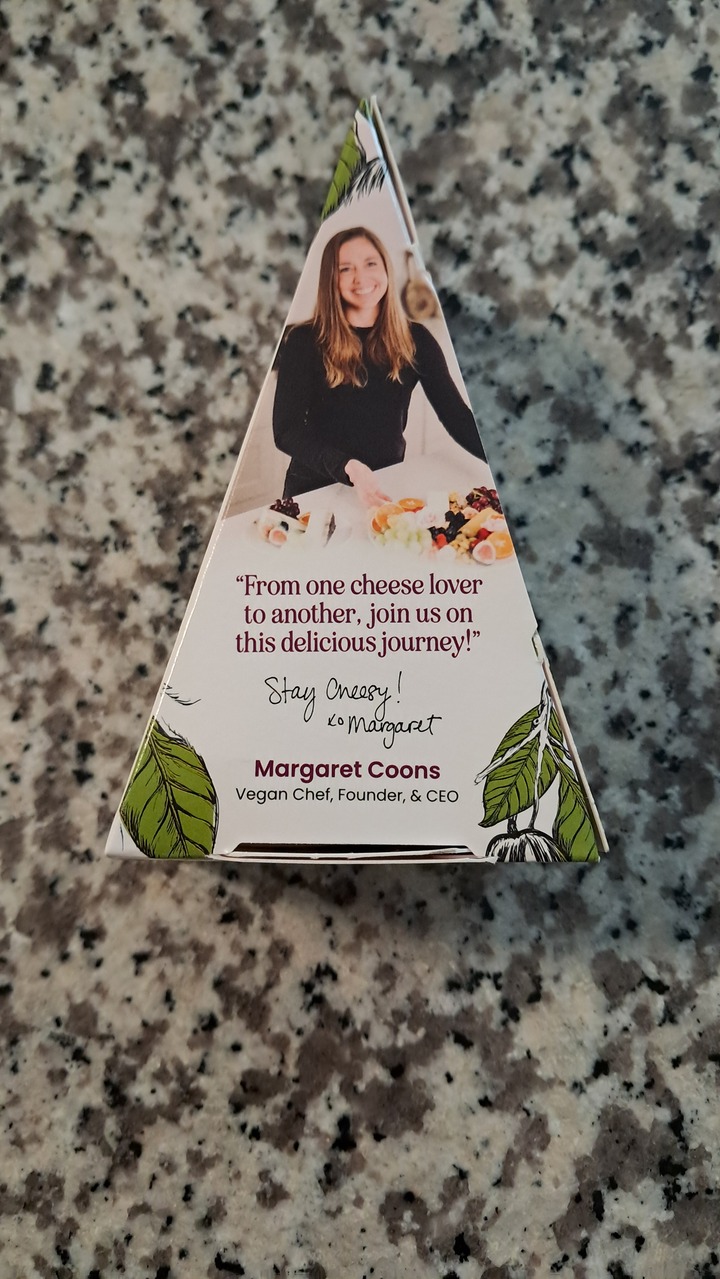 “From one cheese lover
to another, join us on
this delicious journey!”
Stay Cheesy!
xo Margaret
Margaret Coons
Vegan Chef, Founder, & CEO